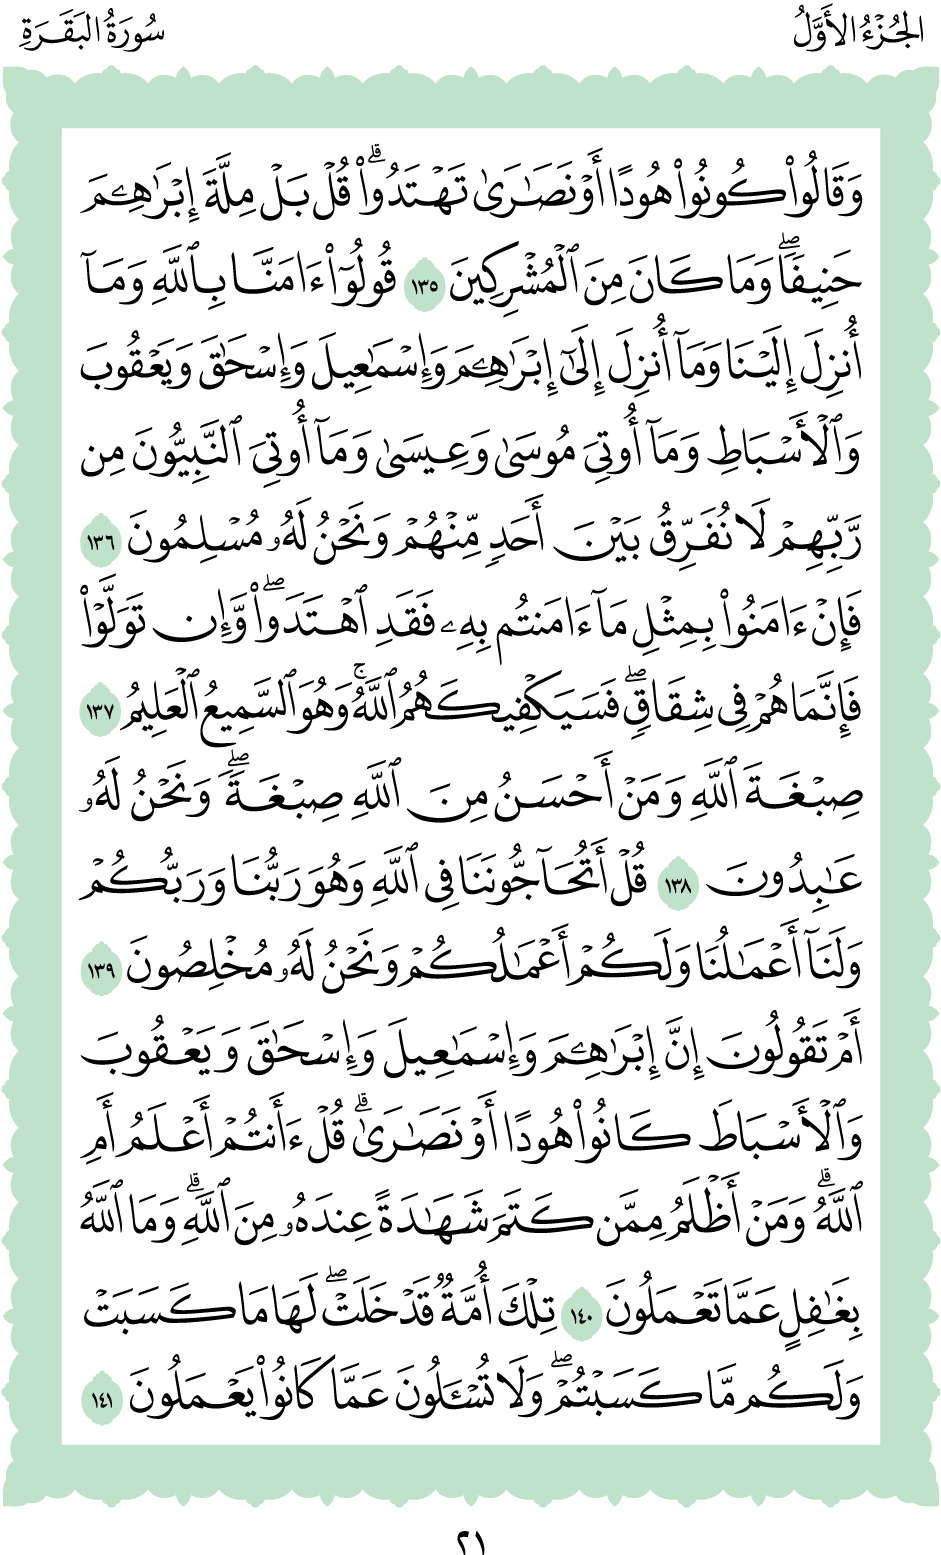 الجُزْءُ الأَوَّلُ
سُورَةُ البَقَرَةِ
وَقَالُوا۟ كُونُوا۟ هُودًا أَوْ نَصَـٰرَىٰ تَهْتَدُوا۟ ۗ قُلْ بَلْ مِلَّةَ إِبْرَٰهِـۧمَ
حَنِيفًا ۖ وَمَا كَانَ مِنَ ٱلْمُشْرِكِينَ ١٣٥ قُولُوٓا۟ ءَامَنَّا بِٱللَّهِ وَمَآ
أُنزِلَ إِلَيْنَا وَمَآ أُنزِلَ إِلَىٰٓ إِبْرَٰهِـۧمَ وَإِسْمَـٰعِيلَ وَإِسْحَـٰقَ وَيَعْقُوبَ
وَٱلْأَسْبَاطِ وَمَآ أُوتِىَ مُوسَىٰ وَعِيسَىٰ وَمَآ أُوتِىَ ٱلنَّبِيُّونَ مِن
رَّبِّهِمْ لَا نُفَرِّقُ بَيْنَ أَحَدٍ مِّنْهُمْ وَنَحْنُ لَهُۥ مُسْلِمُونَ ١٣٦
فَإِنْ ءَامَنُوا۟ بِمِثْلِ مَآ ءَامَنتُم بِهِۦ فَقَدِ ٱهْتَدَوا۟ ۖ وَّإِن تَوَلَّوْا۟
فَإِنَّمَا هُمْ فِى شِقَاقٍ ۖ فَسَيَكْفِيكَهُمُ ٱللَّهُ ۚ وَهُوَ ٱلسَّمِيعُ ٱلْعَلِيمُ ١٣٧
صِبْغَةَ ٱللَّهِ وَمَنْ أَحْسَنُ مِنَ ٱللَّهِ صِبْغَةً ۖ وَنَحْنُ لَهُۥ
عَـٰبِدُونَ ١٣٨ قُلْ أَتُحَآجُّونَنَا فِى ٱللَّهِ وَهُوَ رَبُّنَا وَرَبُّكُمْ
وَلَنَآ أَعْمَـٰلُنَا وَلَكُمْ أَعْمَـٰلُكُمْ وَنَحْنُ لَهُۥ مُخْلِصُونَ ١٣٩
أَمْ تَقُولُونَ إِنَّ إِبْرَٰهِـۧمَ وَإِسْمَـٰعِيلَ وَإِسْحَـٰقَ وَيَعْقُوبَ
وَٱلْأَسْبَاطَ كَانُوا۟ هُودًا أَوْ نَصَـٰرَىٰ ۗ قُلْ ءَأَنتُمْ أَعْلَمُ أَمِ
ٱللَّهُ ۗ وَمَنْ أَظْلَمُ مِمَّن كَتَمَ شَهَـٰدَةً عِندَهُۥ مِنَ ٱللَّهِ ۗ وَمَا ٱللَّهُ
بِغَـٰفِلٍ عَمَّا تَعْمَلُونَ ١٤٠ تِلْكَ أُمَّةٌ قَدْ خَلَتْ ۖ لَهَا مَا كَسَبَتْ
وَلَكُم مَّا كَسَبْتُمْ ۖ وَلَا تُسْـَٔلُونَ عَمَّا كَانُوا۟ يَعْمَلُونَ ١٤١
٢١